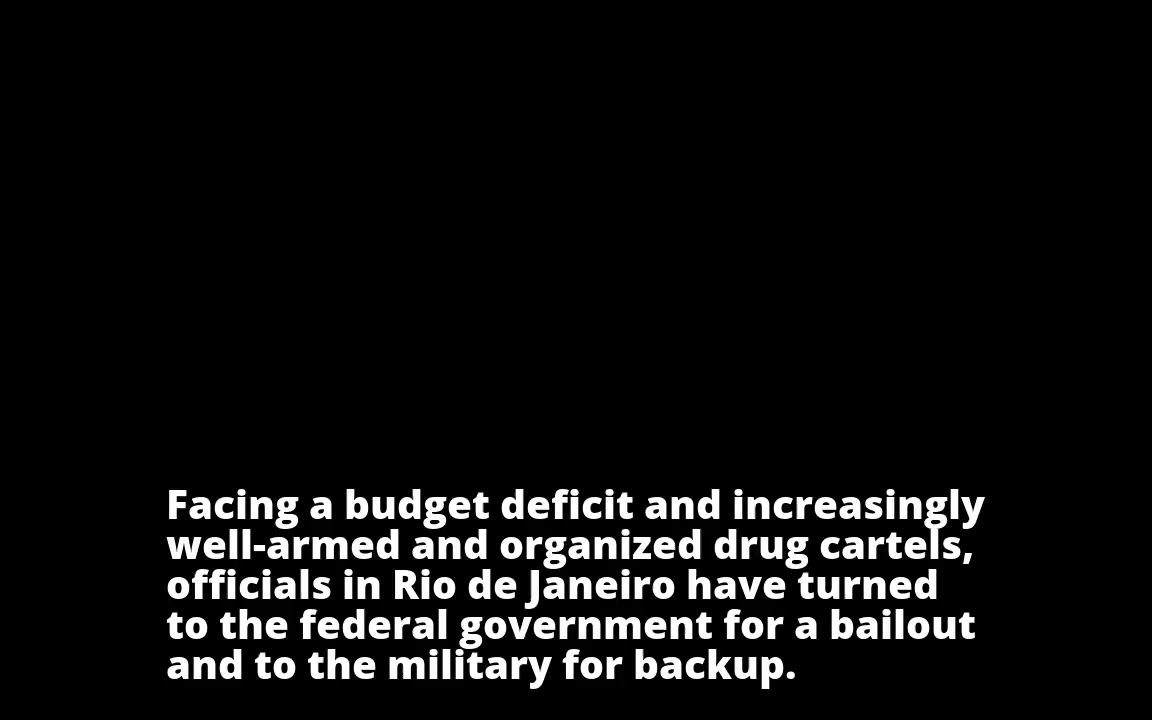 Facing a budget deficit and increasingly
well-armed and organized drug cartels,
officials in Rio de Janeiro have turned
to the federal government for a bailout
and to the military for backup.